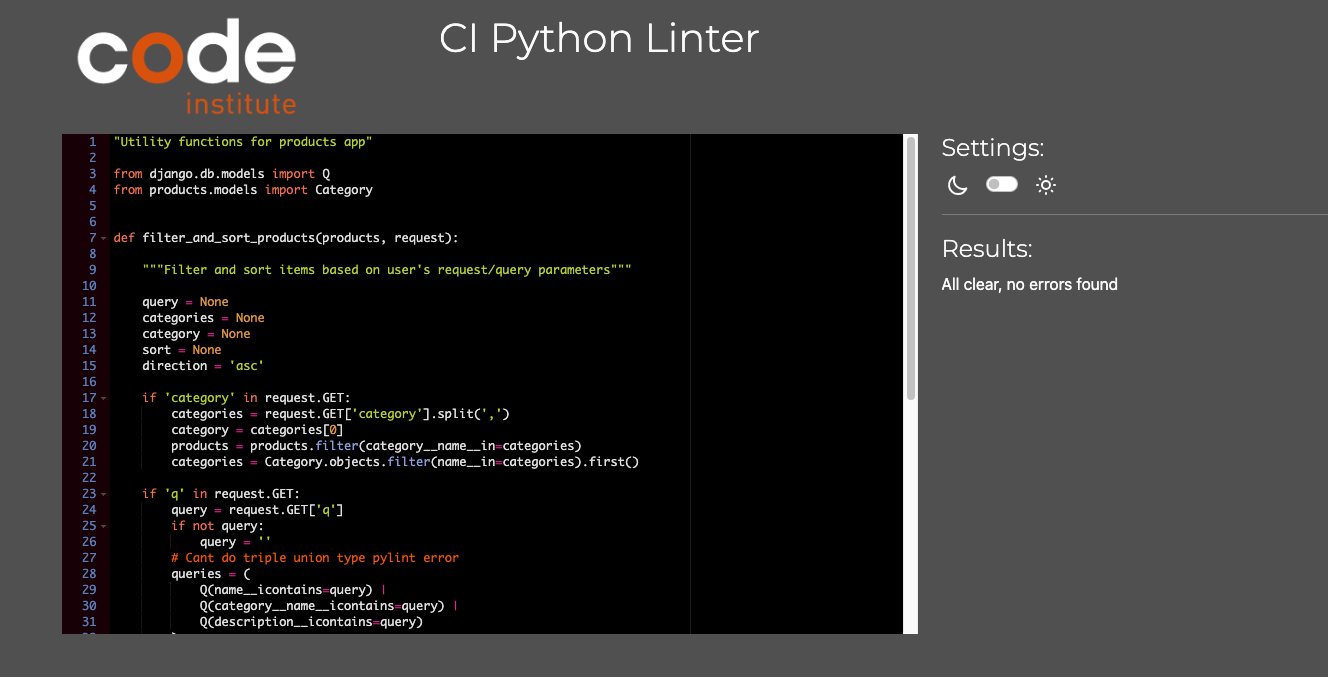 code
institute
CI Python Linter
1 "Utility functions for products app"
2
3 from django.db.models import Q
4 from products.models import Category
5
6
7 def filter_and_sort_products(products, request):
8
9     """Filter and sort items based on user's request/query parameters"""
10
11     query = None
12     categories = None
13     category = None
14     sort = None
15     direction = 'asc'
16
17     if 'category' in request.GET:
18         categories = request.GET['category'].split(',')
19         category = categories[0]
20         products = products.filter(category__name__in=categories)
21         categories = Category.objects.filter(name__in=categories).first()
22
23     if 'q' in request.GET:
24         query = request.GET['q']
25         if not query:
26             query = ''
27         # Cant do triple union type pylint error
28         queries = (
29             Q(name__icontains=query) |
30             Q(category__name__icontains=query) |
31             Q(description__icontains=query)
Settings:
Results:
All clear, no errors found